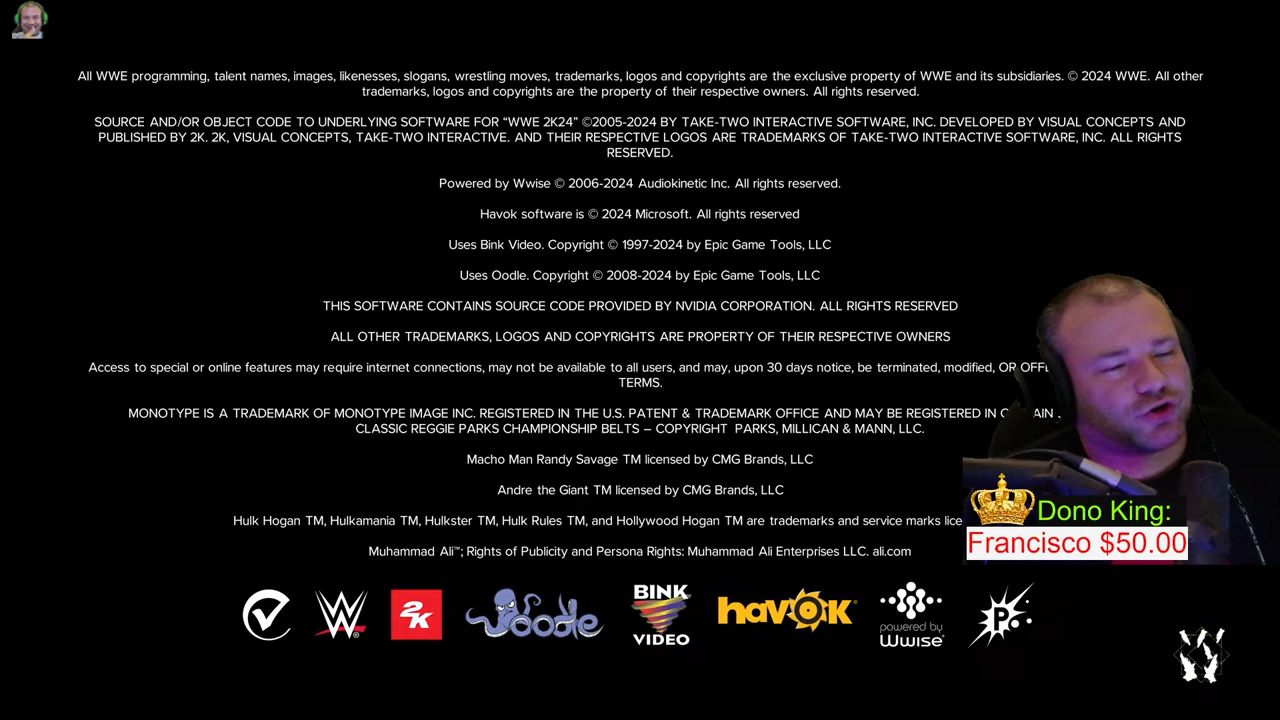 All WWE programming, talent names, images, likenesses, slogans, wrestling moves, trademarks, logos and copyrights are the exclusive property of WWE and its subsidiaries. © 2024 WWE. All other
trademarks, logos and copyrights are the property of their respective owners. All rights reserved.
SOURCE AND/OR OBJECT CODE TO UNDERLYING SOFTWARE FOR “WWE 2K24” ©2005-2024 BY TAKE-TWO INTERACTIVE SOFTWARE, INC. DEVELOPED BY VISUAL CONCEPTS AND
PUBLISHED BY 2K. 2K, VISUAL CONCEPTS, TAKE-TWO INTERACTIVE. AND THEIR RESPECTIVE LOGOS ARE TRADEMARKS OF TAKE-TWO INTERACTIVE SOFTWARE, INC. ALL RIGHTS
RESERVED.
Powered by Wwise © 2006-2024 Audiokinetic Inc. All rights reserved.
Havok software is © 2024 Microsoft. All rights reserved
Uses Bink Video. Copyright © 1997-2024 by Epic Game Tools, LLC
Uses Oodle. Copyright © 2008-2024 by Epic Game Tools, LLC
THIS SOFTWARE CONTAINS SOURCE CODE PROVIDED BY NVIDIA CORPORATION. ALL RIGHTS RESERVED
ALL OTHER TRADEMARKS, LOGOS AND COPYRIGHTS ARE PROPERTY OF THEIR RESPECTIVE OWNERS
Access to special or online features may require internet connections, may not be available to all users, and may, upon 30 days notice, be terminated, modified, OR
TERMS.
MONOTYPE IS A TRADEMARK OF MONOTYPE IMAGE INC. REGISTERED IN THE U.S. PATENT & TRADEMARK OFFICE AND MAY BE REGISTERED IN
CLASSIC REGGIE PARKS CHAMPIONSHIP BELTS – COPYRIGHT PARKS, MILLICAN & MANN, LLC.
Macho Man Randy Savage TM licensed by CMG Brands, LLC
Andre the Giant TM licensed by CMG Brands, LLC
Hulk Hogan TM, Hulkamania TM, Hulkster TM, Hulk Rules TM, and Hollywood Hogan TM are trademarks and service marks
Muhammad Ali™; Rights of Publicity and Persona Rights: Muhammad Ali Enterprises LLC. ali.com
Dono King:
Francisco $50.00
W
2K
oodle
BINK
VIDEO
havok
powered by
Wwise
P